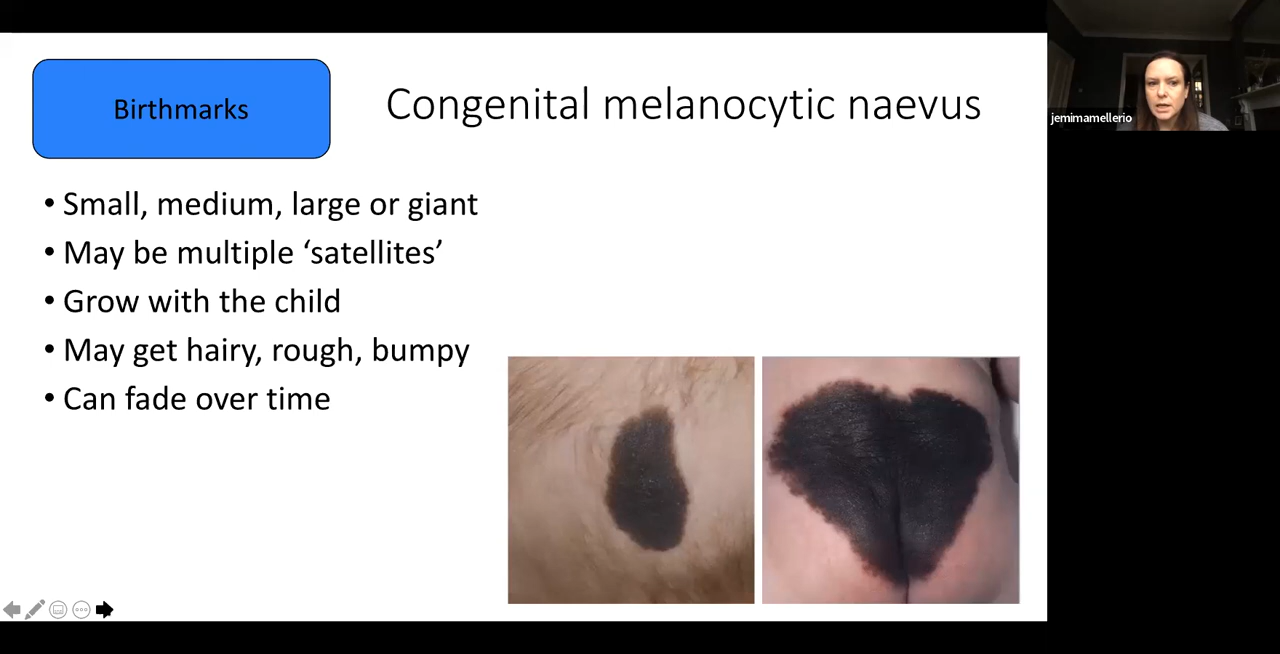 Birthmarks
Congenital melanocytic naevus
• Small, medium, large or giant
• May be multiple ‘satellites’
• Grow with the child
• May get hairy, rough, bumpy
• Can fade over time
jemimamellerio